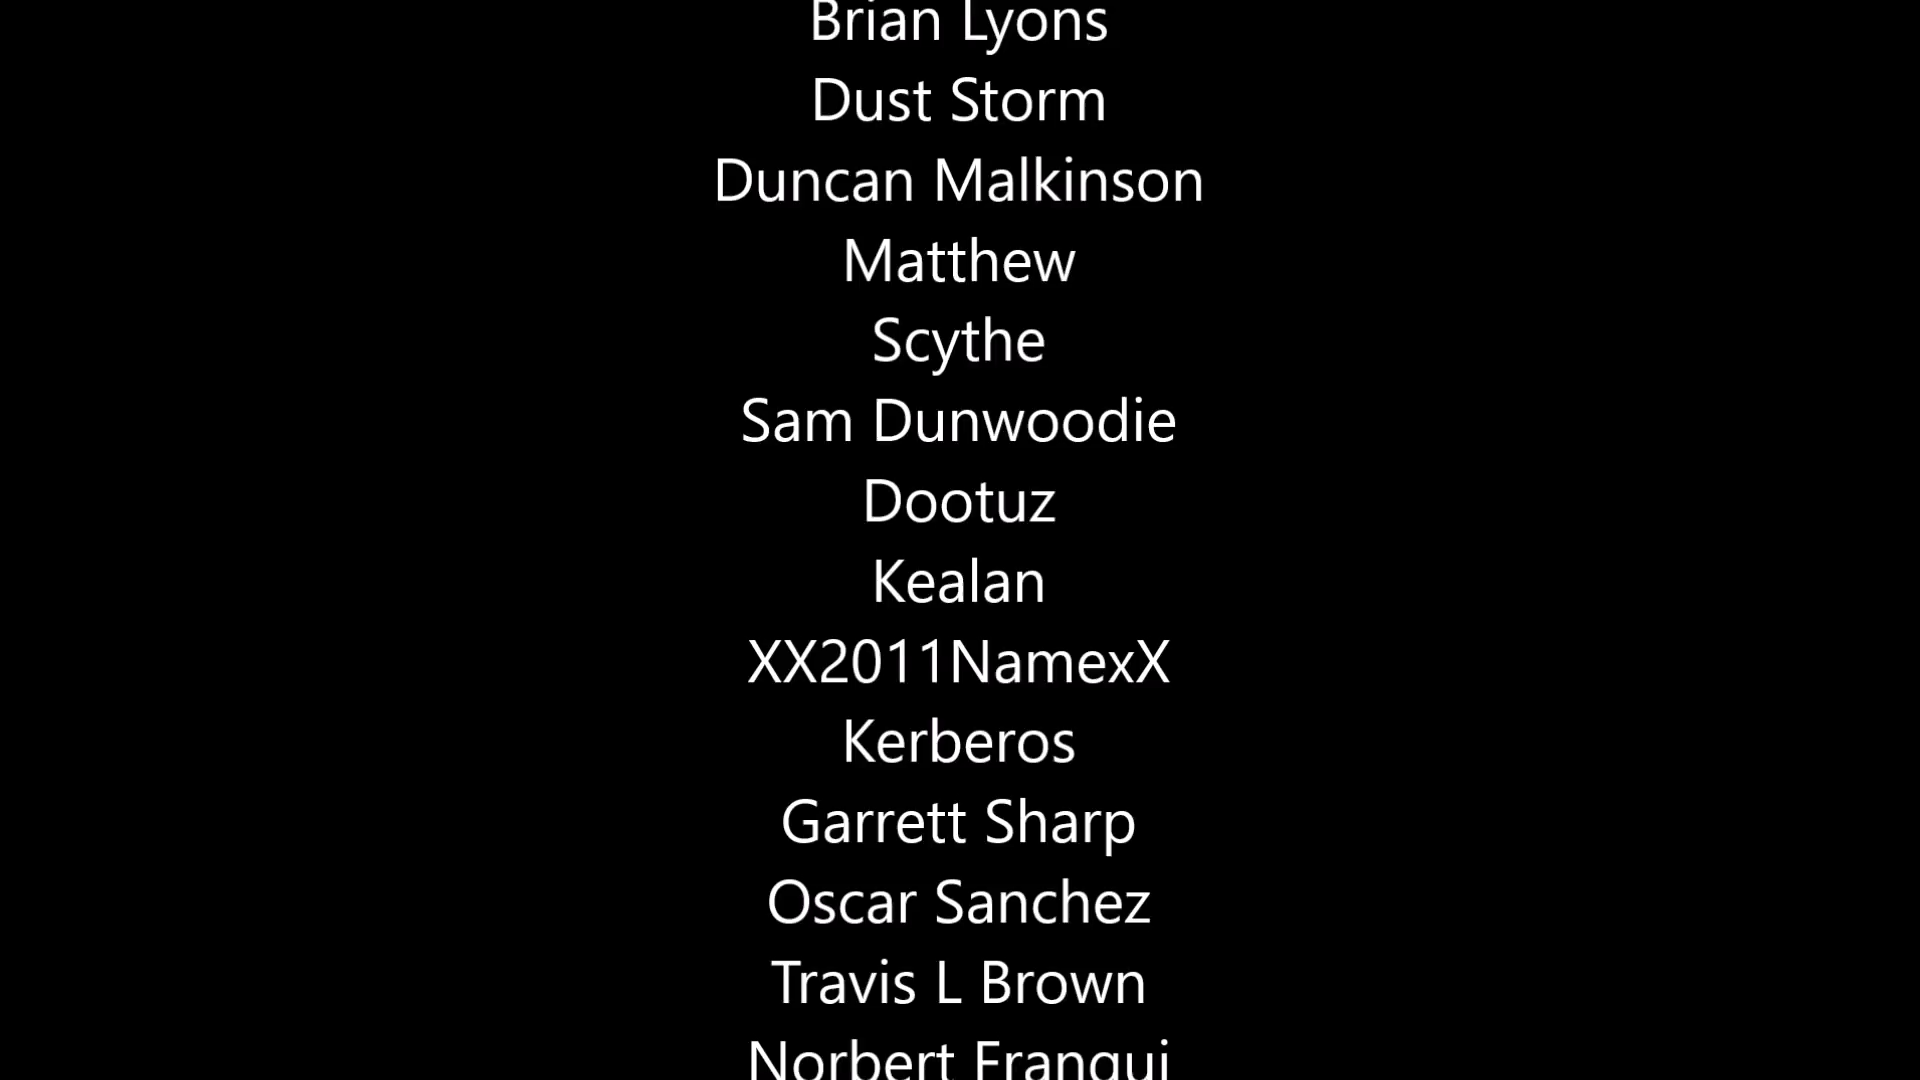 Brian Lyons
Dust Storm
Duncan Malkinson
Matthew
Scythe
Sam Dunwoodie
Dootuz
Kealan
XX2011NamexX
Kerberos
Garrett Sharp
Oscar Sanchez
Travis L Brown
Norbert Franqui